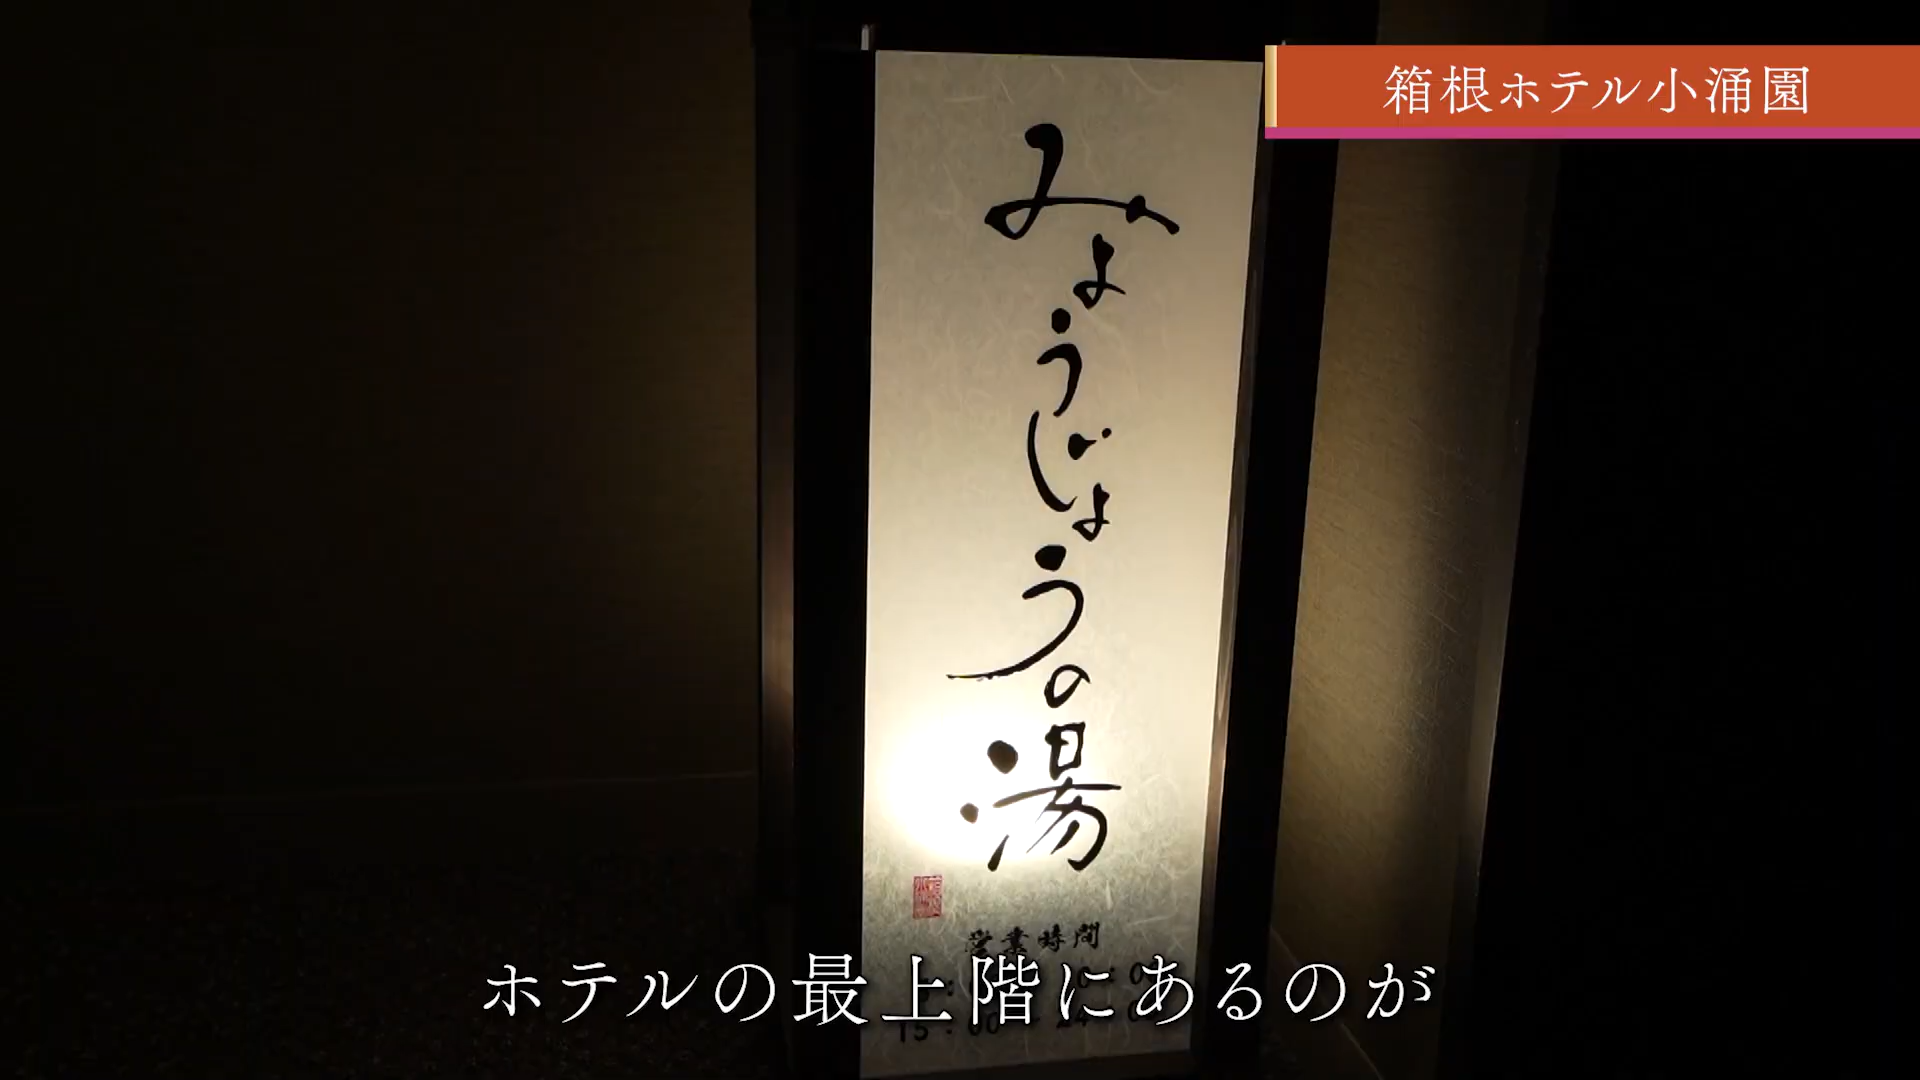 箱根ホテル小涌園
みょうじょうの湯
営業時間
ホテルの最上階にあるのが